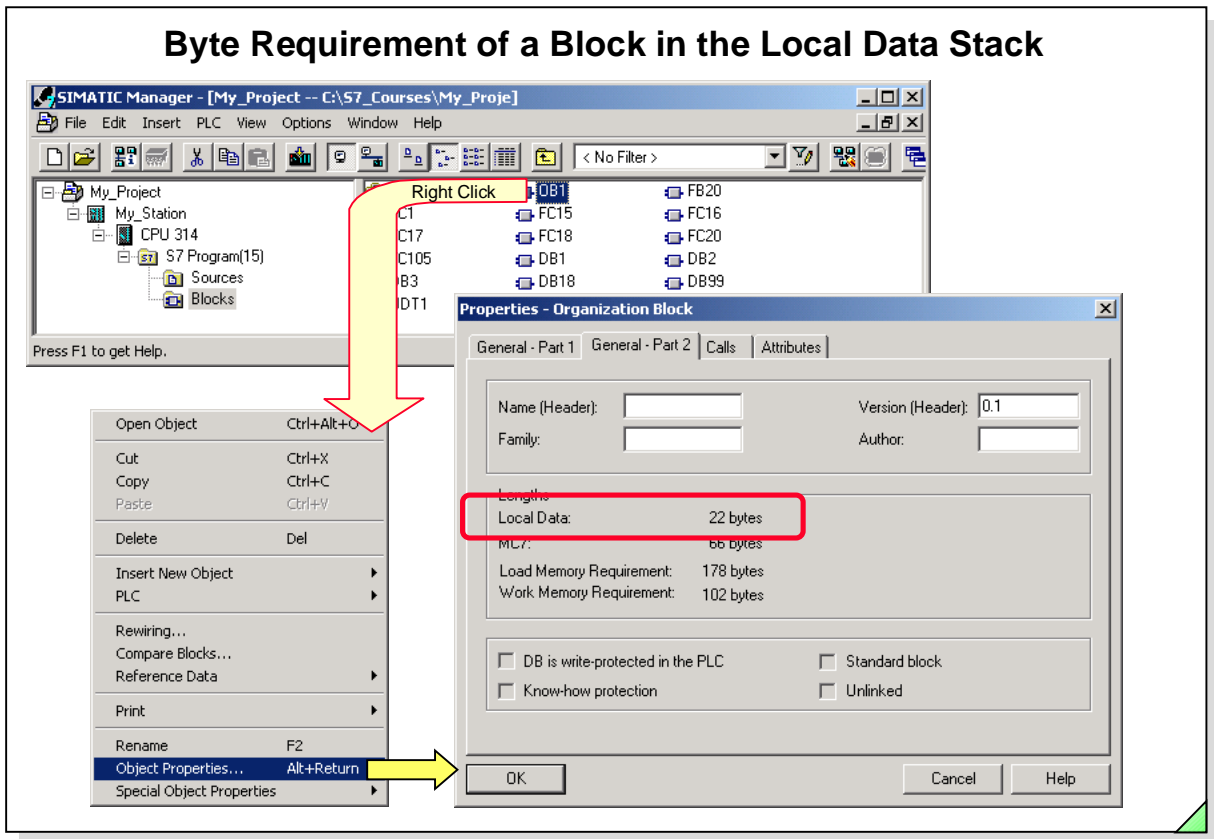 Byte Requirement of a Block in the Local Data Stack
SIMATIC Manager - [My_Project -- C:\S7_Courses\My_Proje]
File Edit Insert PLC View Options Window Help
< No Filter >
My_Project
My_Station
CPU 314
S7 Program(15)
Sources
Blocks
Right Click
OB1 FB20
C1 FC15 FC16
C17 FC18 FC20
C105 DB1 DB2
B3 DB18 DB99
DT1
Press F1 to get Help.
Open Object Ctrl+Alt+O
Cut Ctrl+X
Copy Ctrl+C
Paste Ctrl+V
Delete Del
Insert New Object
PLC
Rewiring...
Compare Blocks...
Reference Data
Print
Rename F2
Object Properties... Alt+Return
Special Object Properties
Properties - Organization Block
General - Part 1 General - Part 2 Calls Attributes
Name (Header): Version (Header): 0.1
Family: Author:
Lengths
Local Data: 22 bytes
MC7: 66 bytes
Load Memory Requirement: 178 bytes
Work Memory Requirement: 102 bytes
DB is write-protected in the PLC Standard block
Know-how protection Unlinked
OK Cancel Help